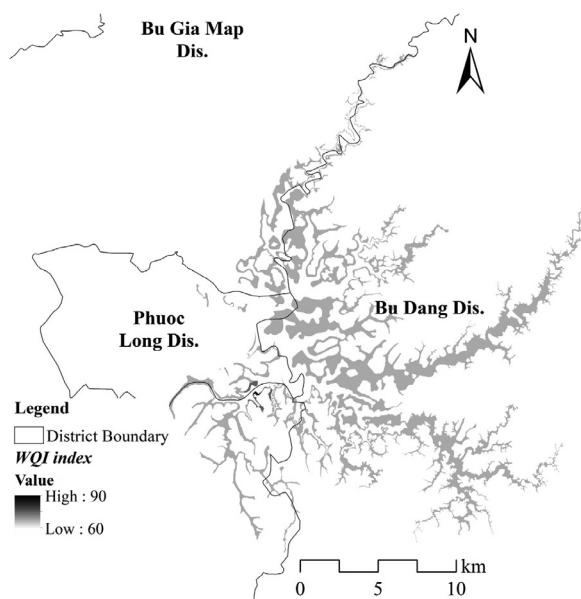 Bu Gia Map
Dis.
N
Phuoc
Long Dis.
Bu Dang Dis.
Legend
District Boundary
WQI index
Value
High : 90
Low : 60
km
0 5 10